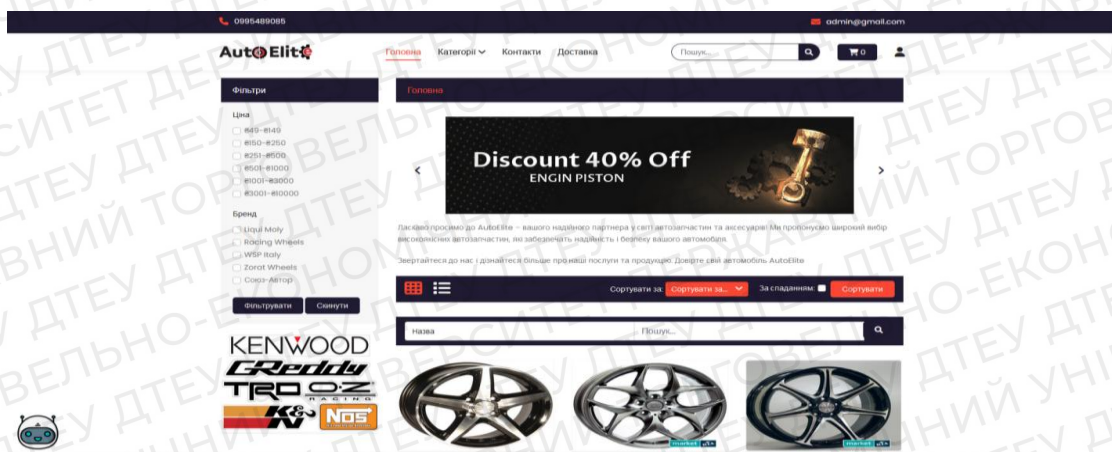 0995489085
admin@gmail.com
AutoElite
Головна
Категорії
Контакти
Доставка
Пошук...
0
Фільтри
Головна
Ціна
₴49-₴149
₴150-₴250
₴251-₴500
₴501-₴1000
₴1001-₴3000
₴3001-₴10000
Бренд
Liqui Moly
Racing Wheels
WSP Italy
Zorat Wheels
Союз-Автор
Фільтрувати
Скинути
Discount 40% Off
ENGIN PISTON
Ласкаво просимо до AutoElite – вашого надійного партнера у світі автозапчастин та аксесуарів! Ми пропонуємо широкий вибір
високоякісних автозапчастин, які забезпечать надійність і безпеку вашого автомобіля.
Звертайтеся до нас і дізнайтеся більше про наші послуги та продукцію. Довірте свій автомобіль AutoElite
Сортувати за:
Сортувати за...
За спаданням:
Сортувати
Назва
Пошук...
KENWOOD
GReddy
TRD
O·Z
RACING
K&N
NOS
market
market